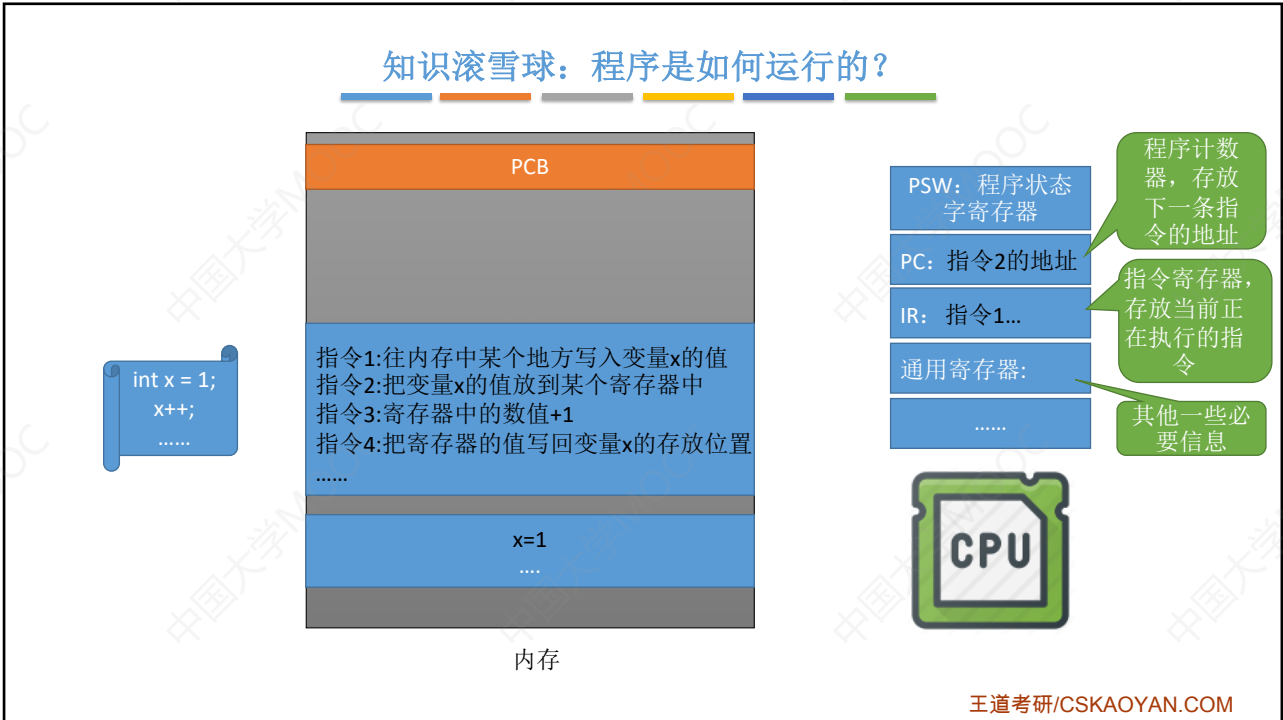 知识滚雪球：程序是如何运行的？
PCB
指令1:往内存中某个地方写入变量x的值
指令2:把变量x的值放到某个寄存器中
指令3:寄存器中的数值+1
指令4:把寄存器的值写回变量x的存放位置
……
x=1
….
内存
int x = 1;
x++;
……
PSW：程序状态
字寄存器
PC：指令2的地址
IR： 指令1…
通用寄存器:
……
程序计数
器，存放
下一条指
令的地址
指令寄存器，
存放当前正
在执行的指
令
其他一些必
要信息
CPU
王道考研/CSKAOYAN.COM
中国大学MOOC